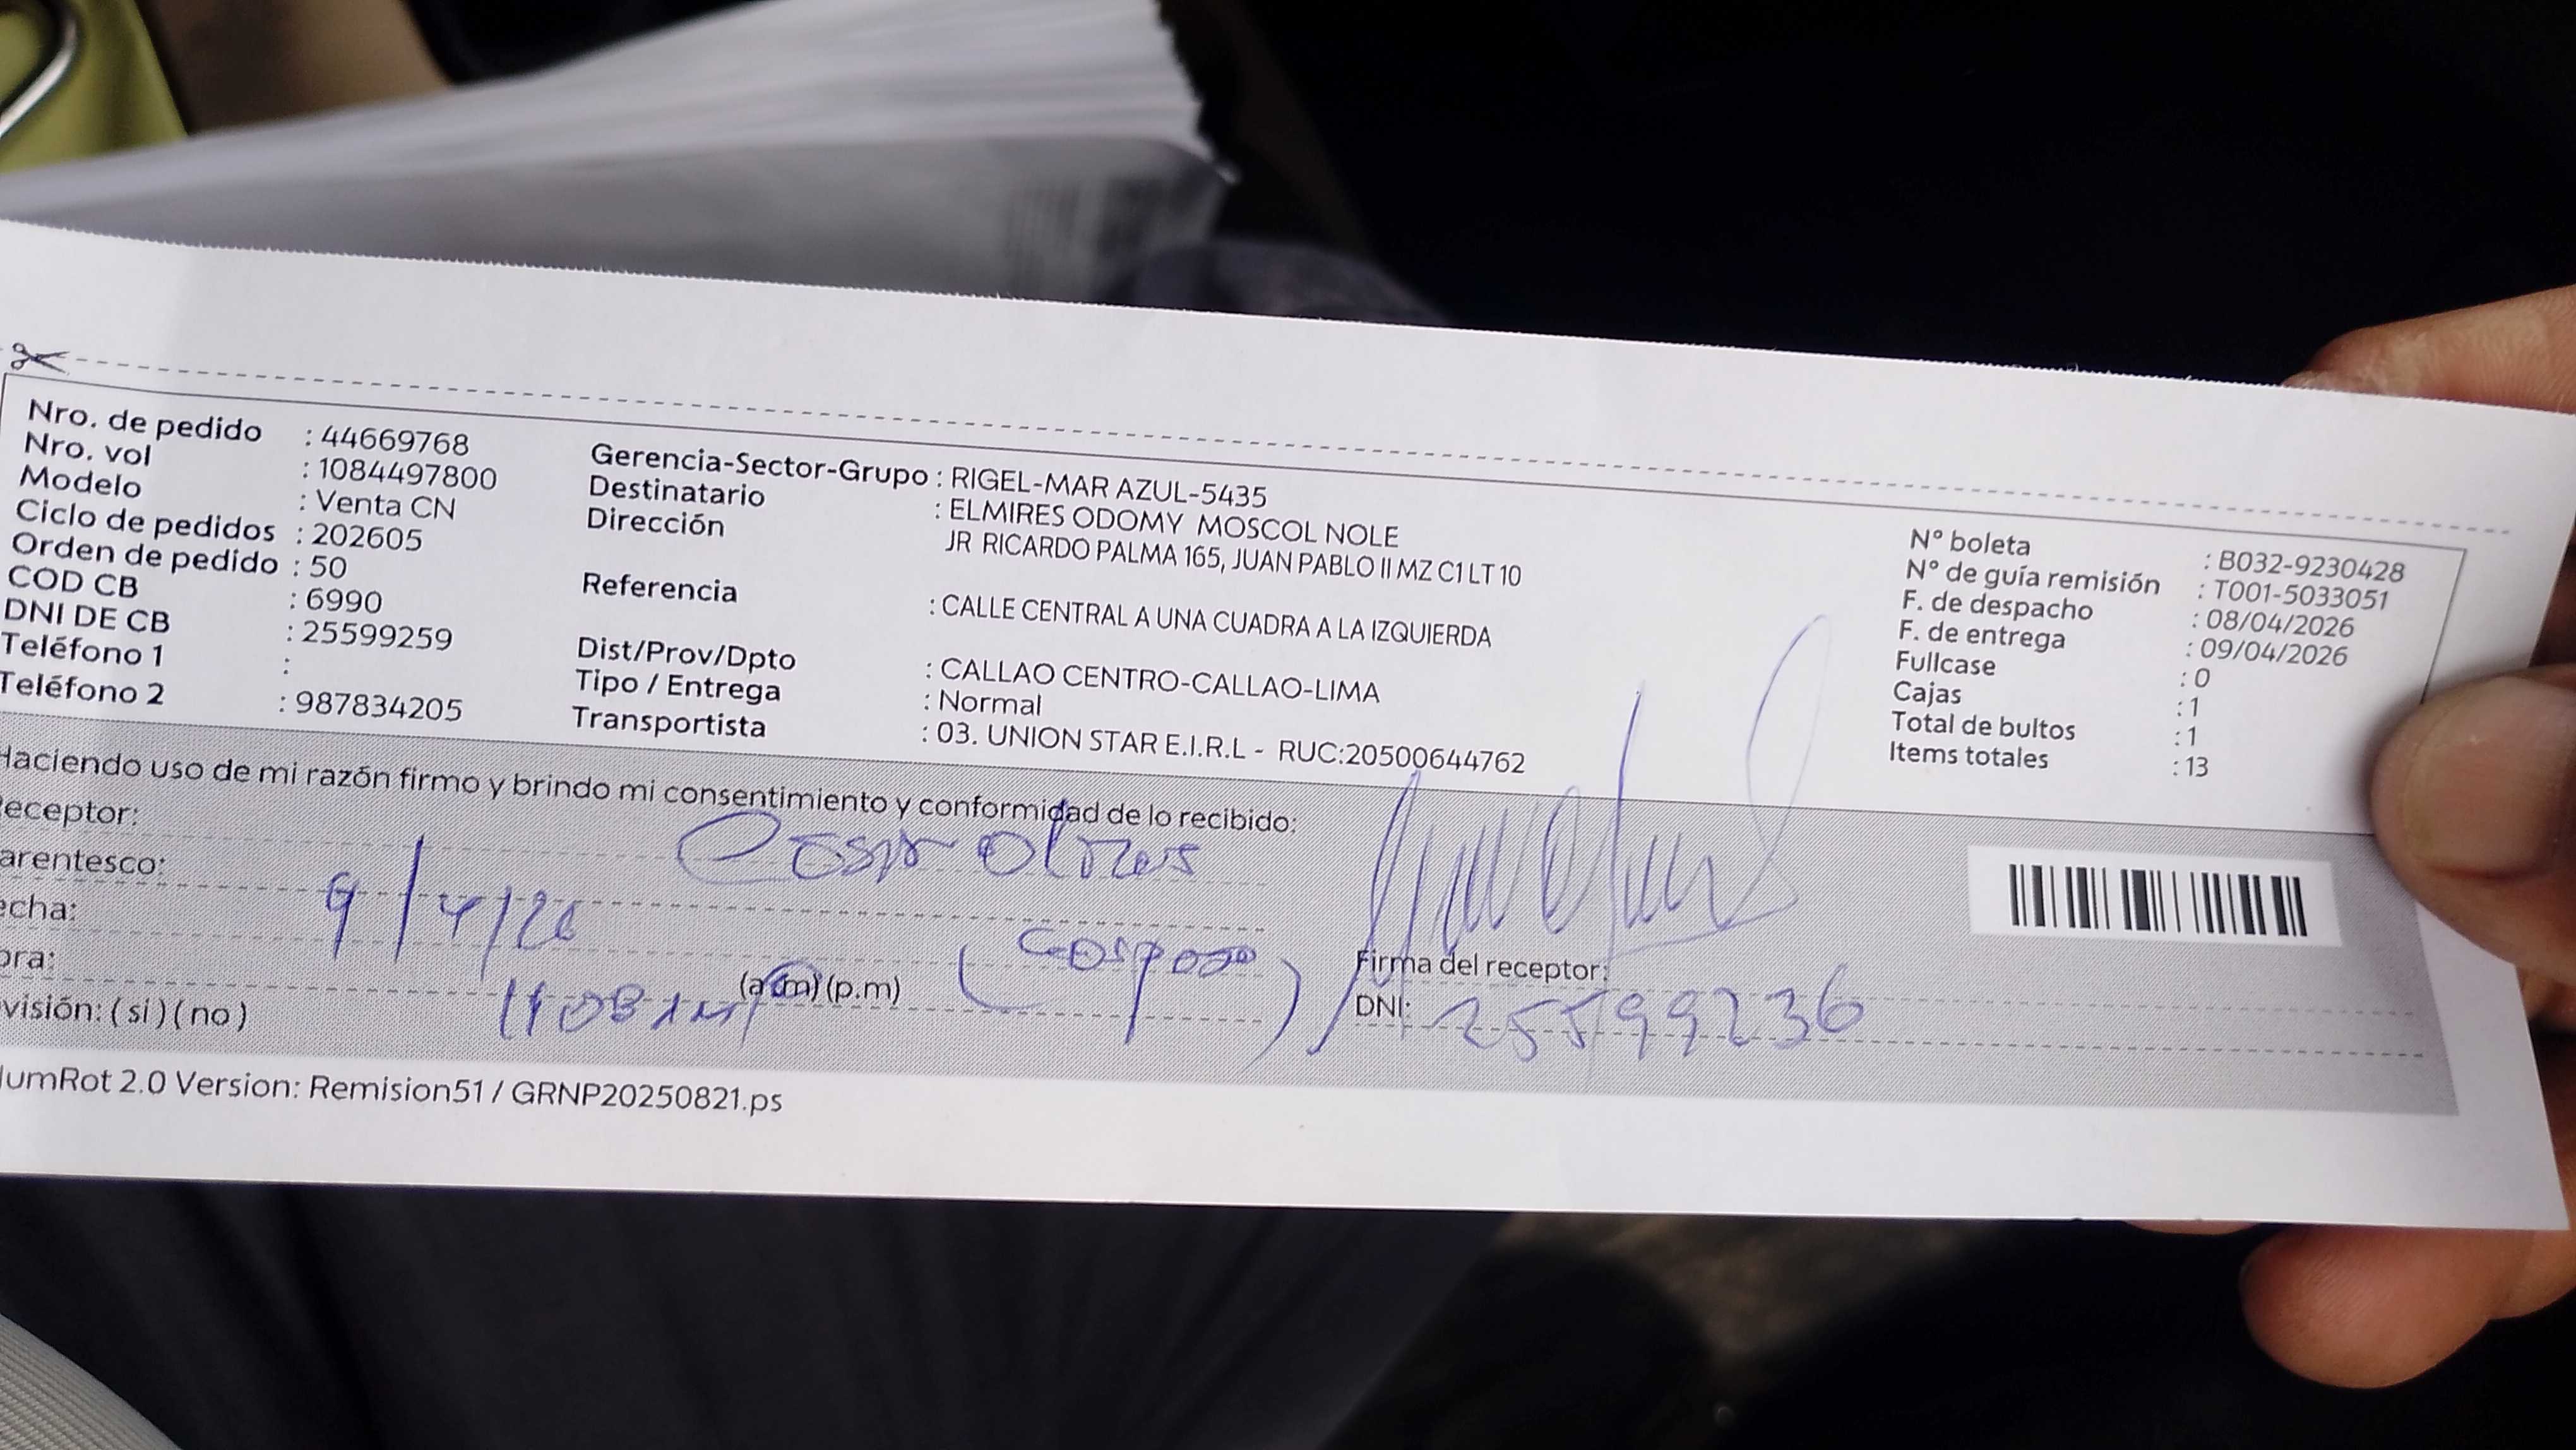 Nro. de pedido : 44669768
Nro. vol : 1084497800
Modelo : Venta CN
Ciclo de pedidos : 202605
Orden de pedido : 50
COD CB : 6990
DNI DE CB : 25599259
Teléfono 1 :
Teléfono 2 : 987834205
Gerencia-Sector-Grupo : RIGEL-MAR AZUL-5435
Destinatario : ELMIRES ODOMY MOSCOL NOLE
Dirección JR RICARDO PALMA 165, JUAN PABLO II MZ C1 LT 10
Referencia : CALLE CENTRAL A UNA CUADRA A LA IZQUIERDA
Dist/Prov/Dpto : CALLAO CENTRO-CALLAO-LIMA
Tipo / Entrega : Normal
Transportista : 03. UNION STAR E.I.R.L - RUC:20500644762
N° boleta : B032-9230428
N° de guía remisión : T001-5033051
F. de despacho : 08/04/2026
F. de entrega : 09/04/2026
Fullcase : 0
Cajas : 1
Total de bultos : 1
Items totales : 13
Haciendo uso de mi razón firmo y brindo mi consentimiento y conformidad de lo recibido:
eceptor:
arentesco:
echa: 9/4/26
ora: (a.m) (p.m)
visión: ( si ) ( no )
(esposo)
Firma del receptor:
DNI: 25599236
umRot 2.0 Version: Remision51 / GRNP20250821.ps